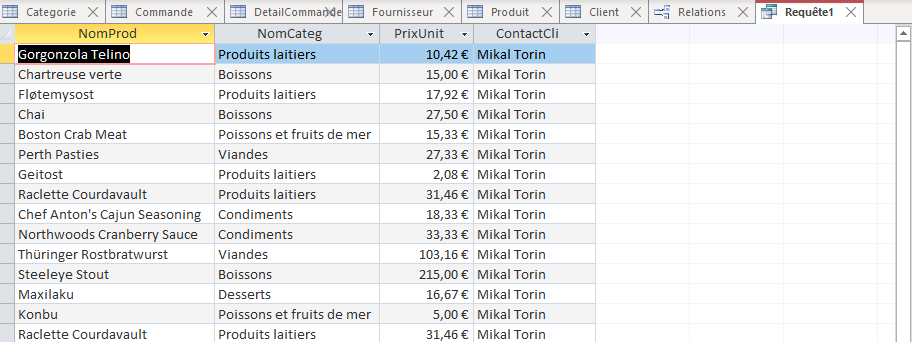 Categorie Commande DetailCommande Fournisseur Produit Client Relations Requête1
NomProd NomCateg PrixUnit ContactCli
Gorgonzola Telino Produits laitiers 10,42 € Mikal Torin
Chartreuse verte Boissons 15,00 € Mikal Torin
Fløtemysost Produits laitiers 17,92 € Mikal Torin
Chai Boissons 27,50 € Mikal Torin
Boston Crab Meat Poissons et fruits de mer 15,33 € Mikal Torin
Perth Pasties Viandes 27,33 € Mikal Torin
Geitost Produits laitiers 2,08 € Mikal Torin
Raclette Courdavault Produits laitiers 31,46 € Mikal Torin
Chef Anton's Cajun Seasoning Condiments 18,33 € Mikal Torin
Northwoods Cranberry Sauce Condiments 33,33 € Mikal Torin
Thüringer Rostbratwurst Viandes 103,16 € Mikal Torin
Steeleye Stout Boissons 215,00 € Mikal Torin
Maxilaku Desserts 16,67 € Mikal Torin
Konbu Poissons et fruits de mer 5,00 € Mikal Torin
Raclette Courdavault Produits laitiers 31,46 € Mikal Torin